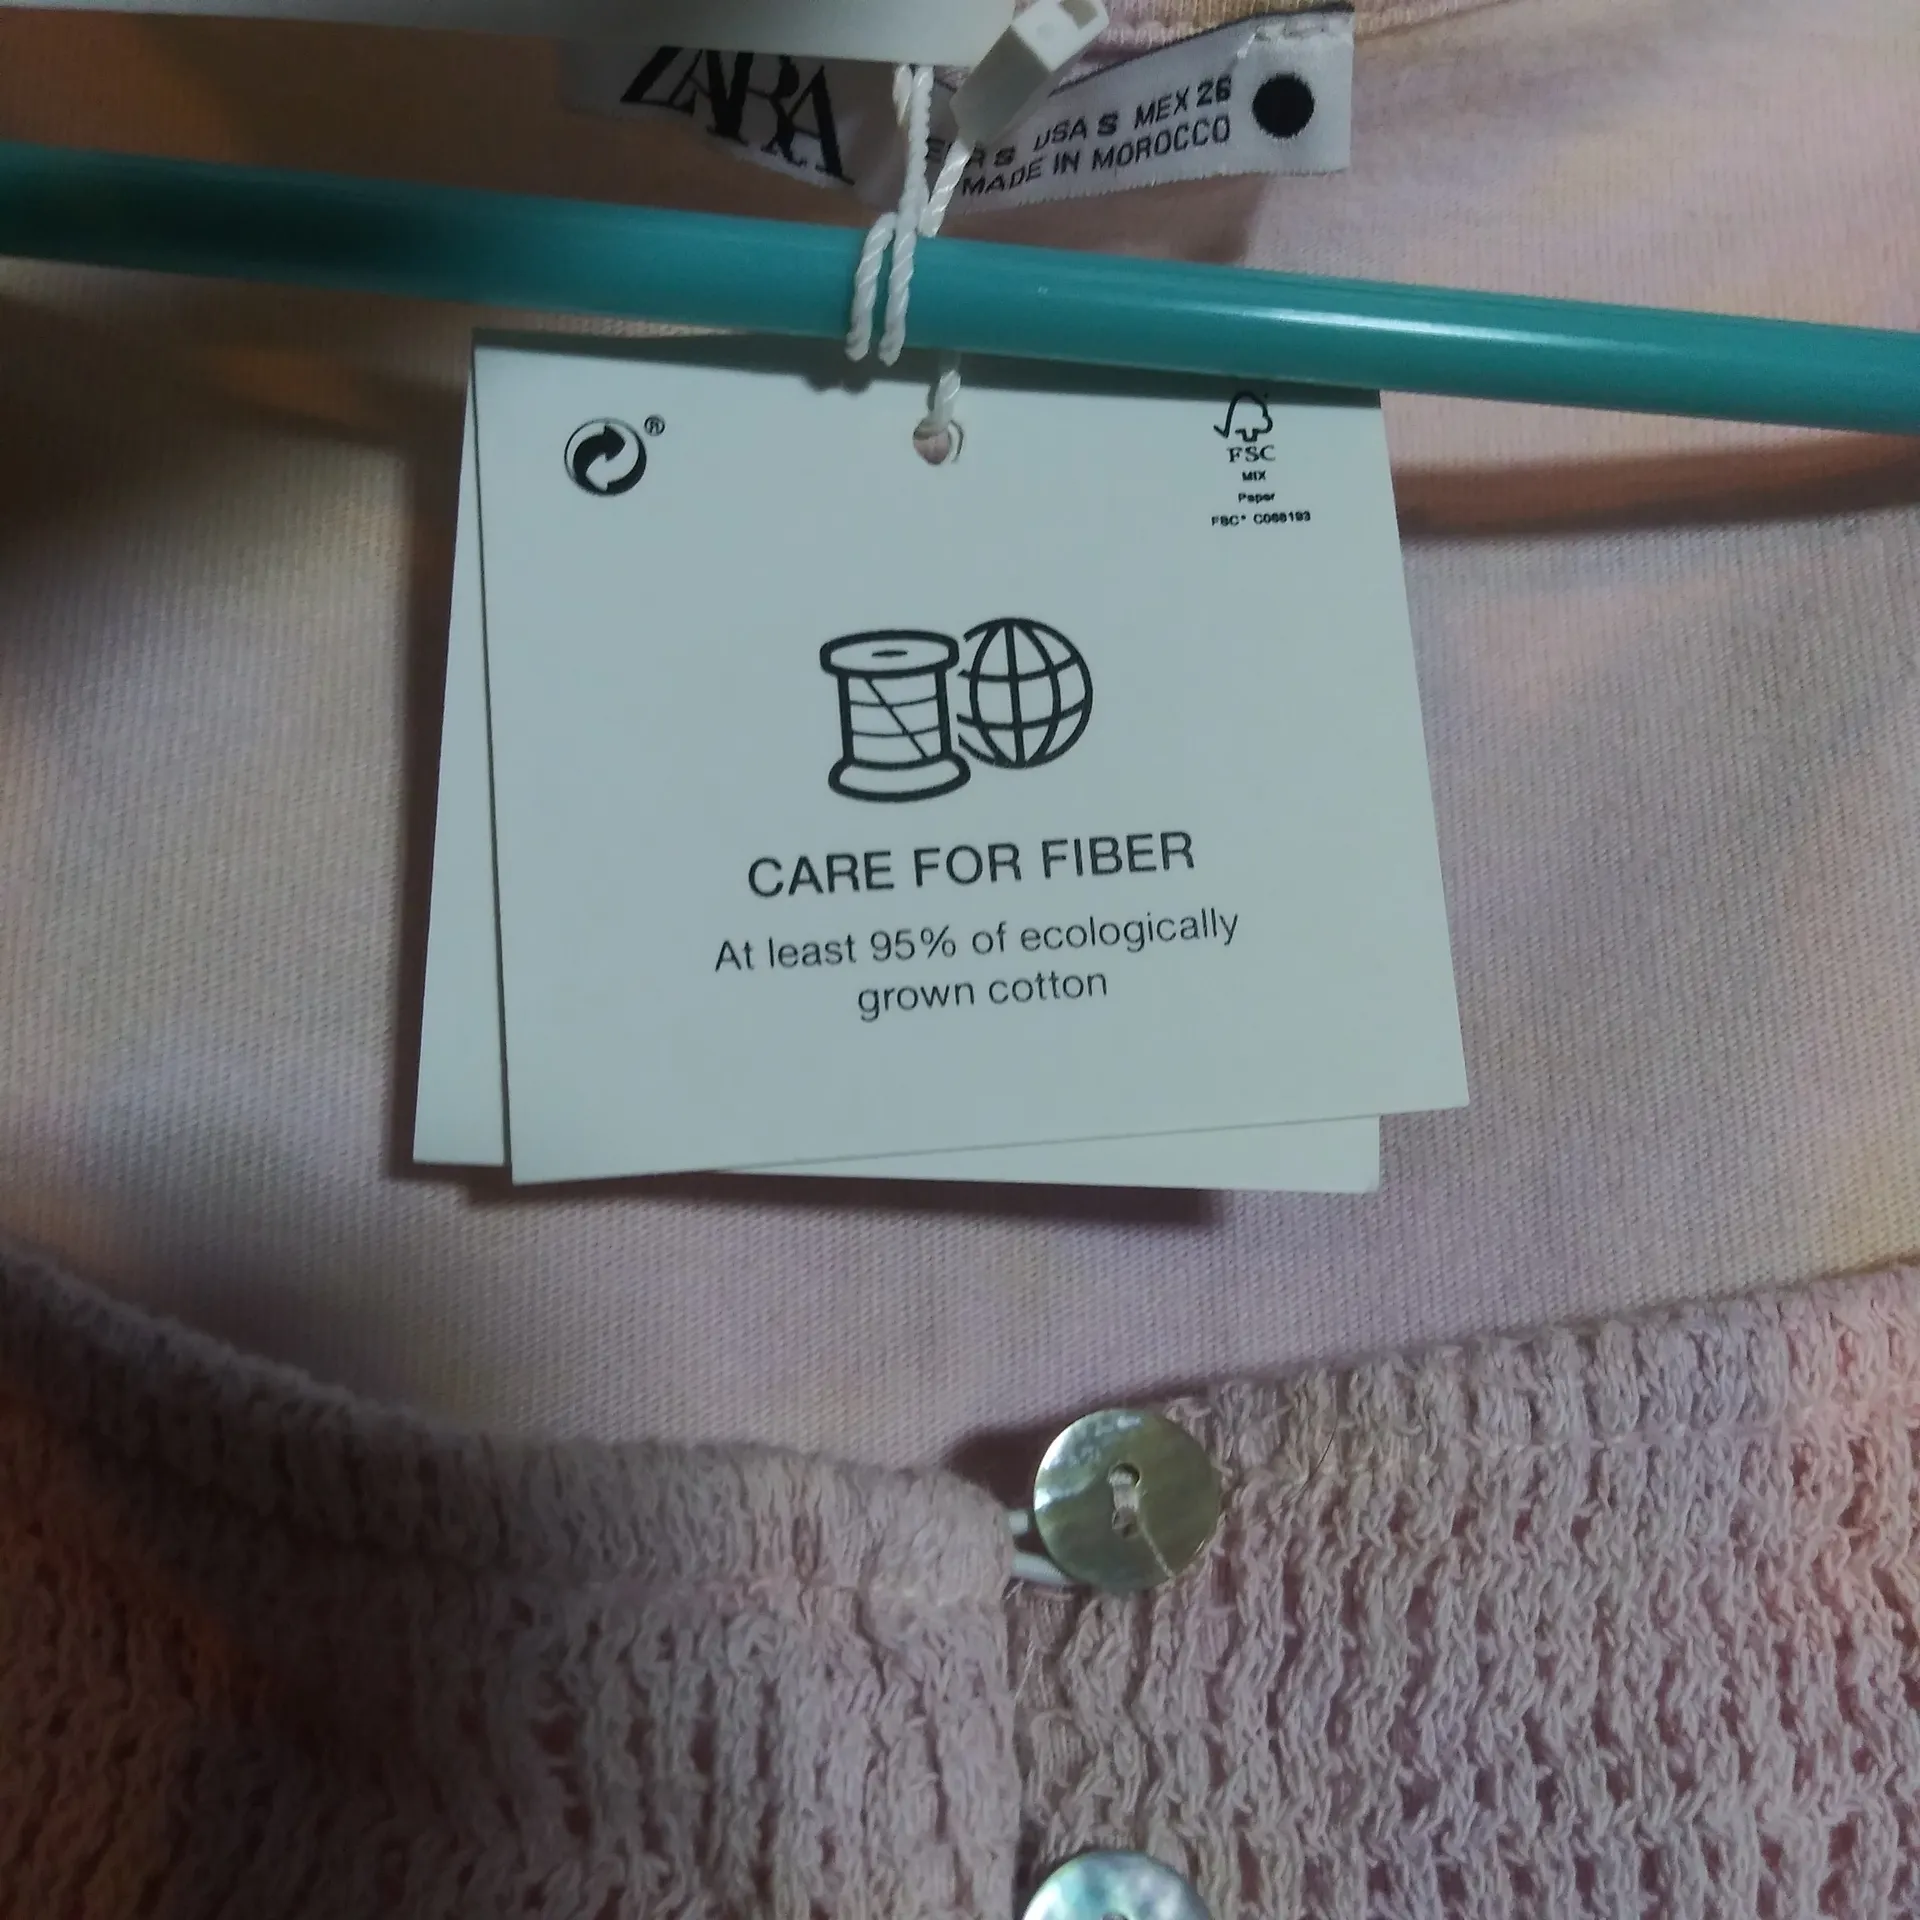 ZARA
EUR S USA S MEX 26
MADE IN MOROCCO
®
FSC
MIX
Paper
CARE FOR FIBER
At least 95% of ecologically
grown cotton